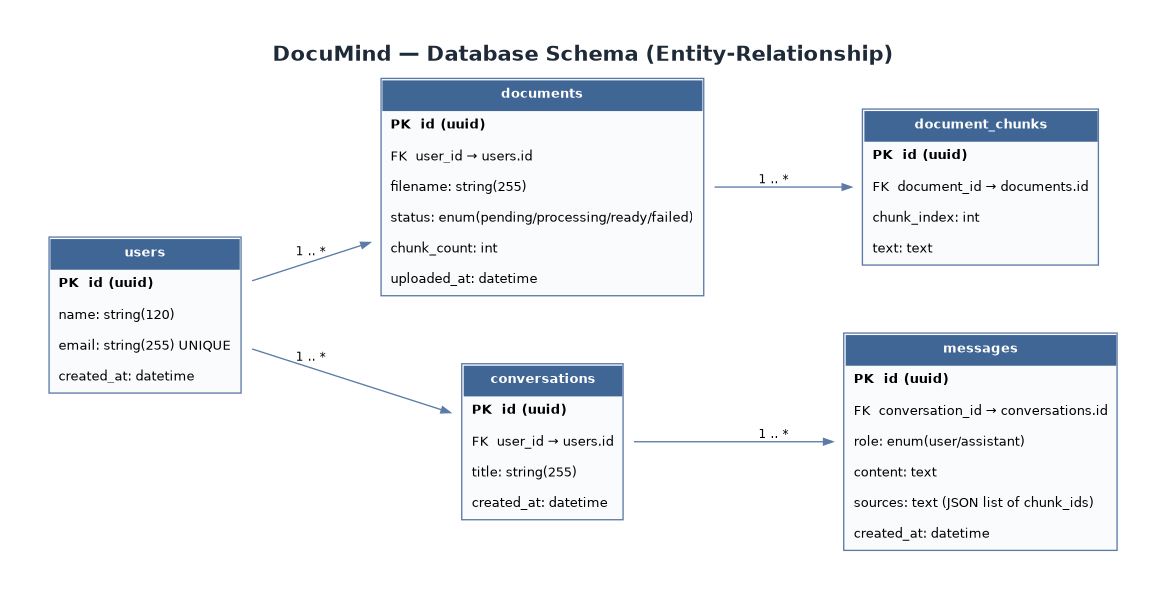 DocuMind — Database Schema (Entity-Relationship)
users
PK id (uuid)
name: string(120)
email: string(255) UNIQUE
created_at: datetime
1 .. *
1 .. *
documents
PK id (uuid)
FK user_id → users.id
filename: string(255)
status: enum(pending/processing/ready/failed)
chunk_count: int
uploaded_at: datetime
1 .. *
document_chunks
PK id (uuid)
FK document_id → documents.id
chunk_index: int
text: text
conversations
PK id (uuid)
FK user_id → users.id
title: string(255)
created_at: datetime
1 .. *
messages
PK id (uuid)
FK conversation_id → conversations.id
role: enum(user/assistant)
content: text
sources: text (JSON list of chunk_ids)
created_at: datetime